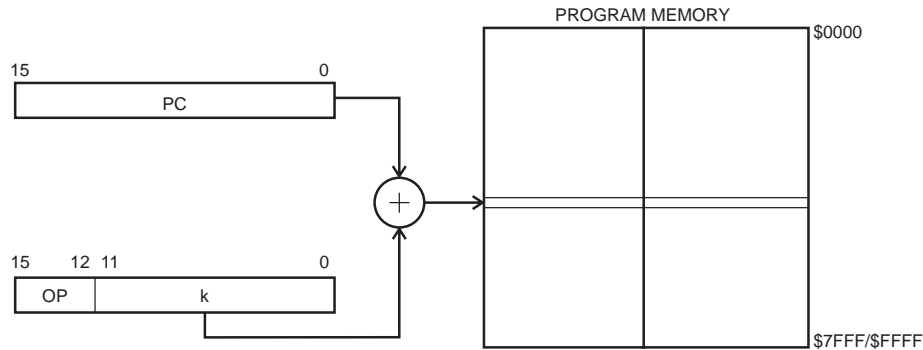 PROGRAM MEMORY
$0000
15 0
PC
+
15 12 11 0
OP k
$7FFF/$FFFF